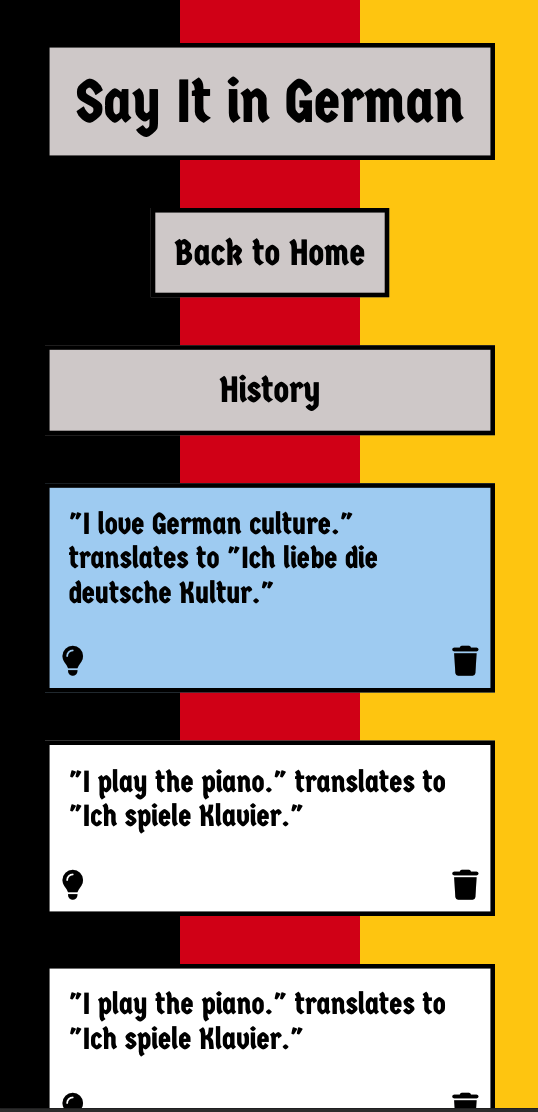 Say It in German
Back to Home
History
"I love German culture."
translates to "Ich liebe die
deutsche Kultur."
"I play the piano." translates to
"Ich spiele Klavier."
"I play the piano." translates to
"Ich spiele Klavier."